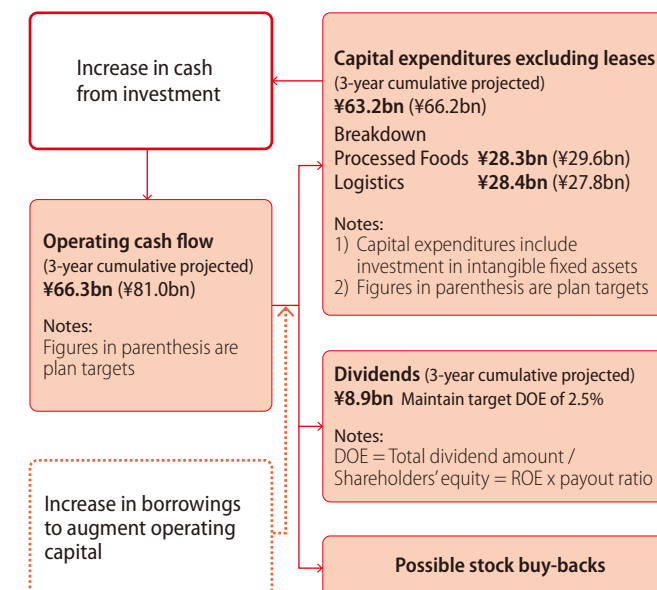 Increase in cash
from investment
Operating cash flow
(3-year cumulative projected)
¥66.3bn (¥81.0bn)
Notes:
Figures in parenthesis are
plan targets
Increase in borrowings
to augment operating
capital
Capital expenditures excluding leases
(3-year cumulative projected)
¥63.2bn (¥66.2bn)
Breakdown
Processed Foods ¥28.3bn (¥29.6bn)
Logistics ¥28.4bn (¥27.8bn)
Notes:
1) Capital expenditures include
investment in intangible fixed assets
2) Figures in parenthesis are plan targets
Dividends (3-year cumulative projected)
¥8.9bn Maintain target DOE of 2.5%
Notes:
DOE = Total dividend amount /
Shareholders' equity = ROE x payout ratio
Possible stock buy-backs